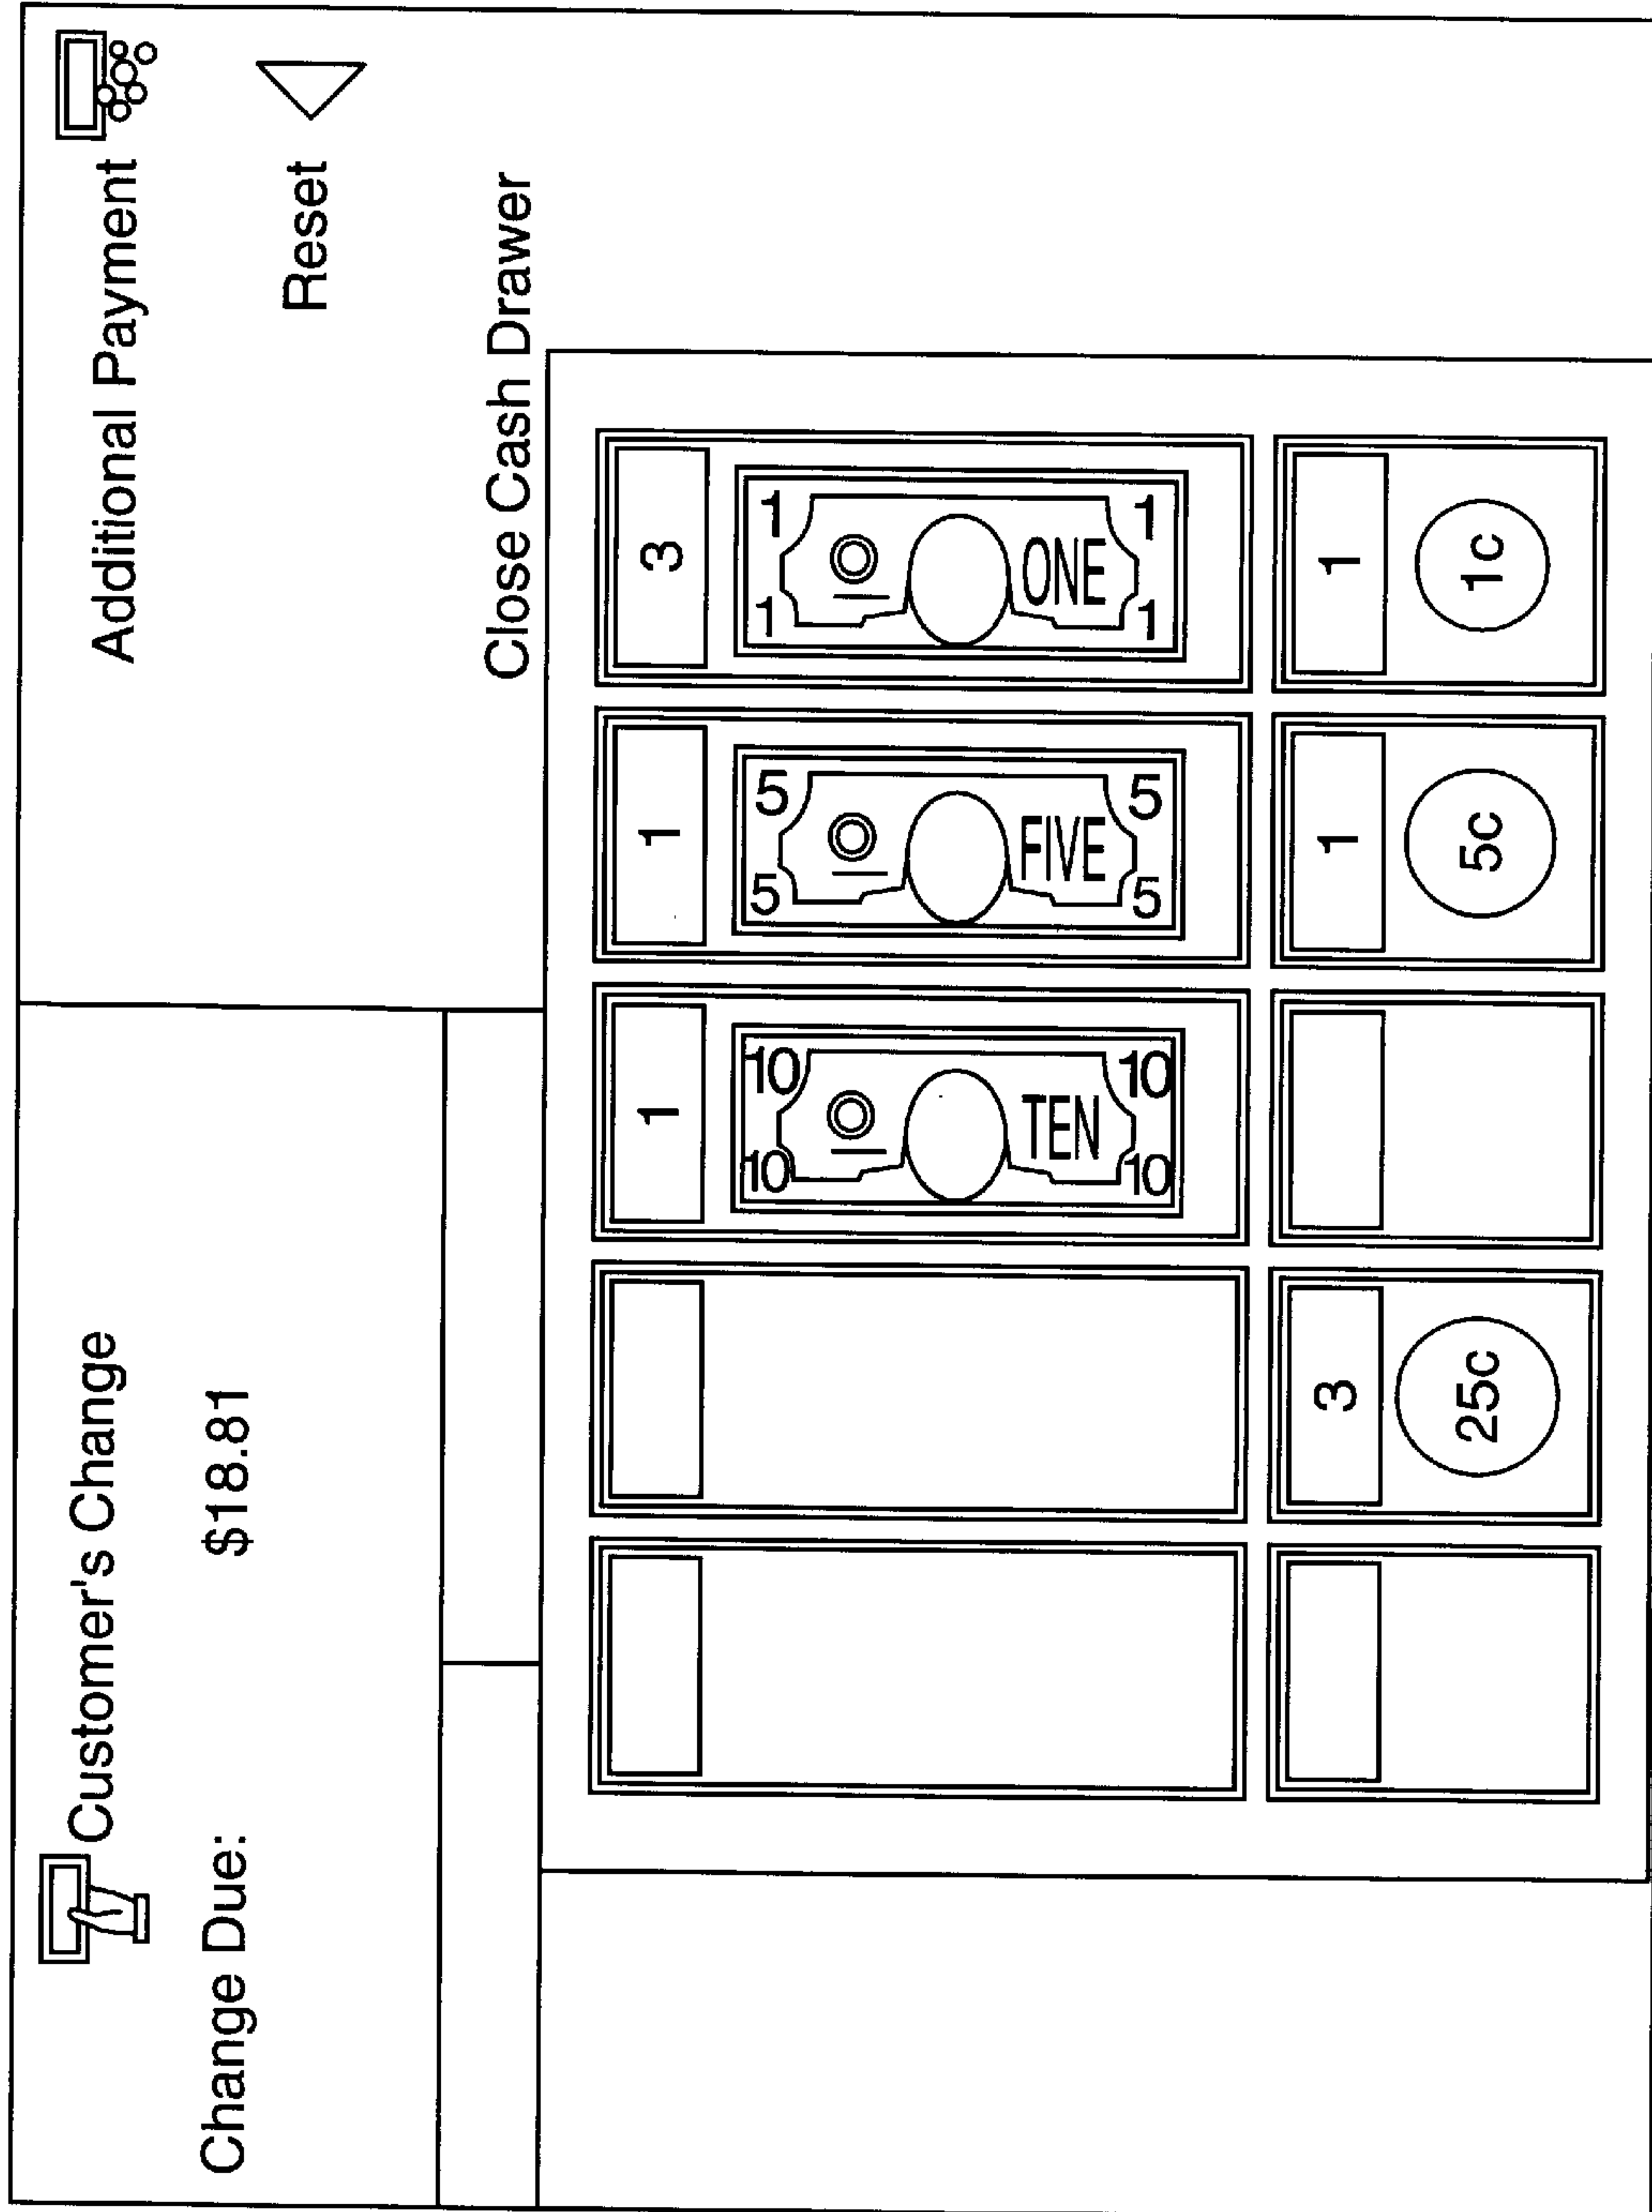 Customer's Change
Additional Payment
Change Due: $18.81
Reset
Close Cash Drawer
1 1 3
10 10 5 5 1 1
TEN FIVE ONE
10 10 5 5 1 1
3 1 1
25c 5c 1c